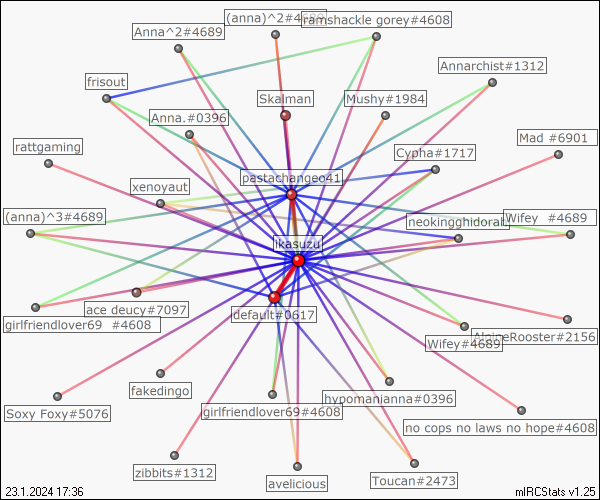 (anna)^2#4689
ramshackle gorey#4608
Anna^2#4689
Annarchist#1312
frisout
Skalman
Mushy#1984
Anna.#0396
Mad #6901
rattgaming
Cypha#1717
pastachangeo41
xenoyaut
(anna)^3#4689
neokingghidorah
Wifey #4689
likasuzu
ace deucy#7097
default#0617
girlfriendlover69 #4608
AlpineRooster#2156
Wifey#4689
fakedingo
hypomanianna#0396
Soxy Foxy#5076
girlfriendlover69#4608
no cops no laws no hope#4608
zibbits#1312
Toucan#2473
avelicious
23.1.2024 17:36
mIRCStats v1.25